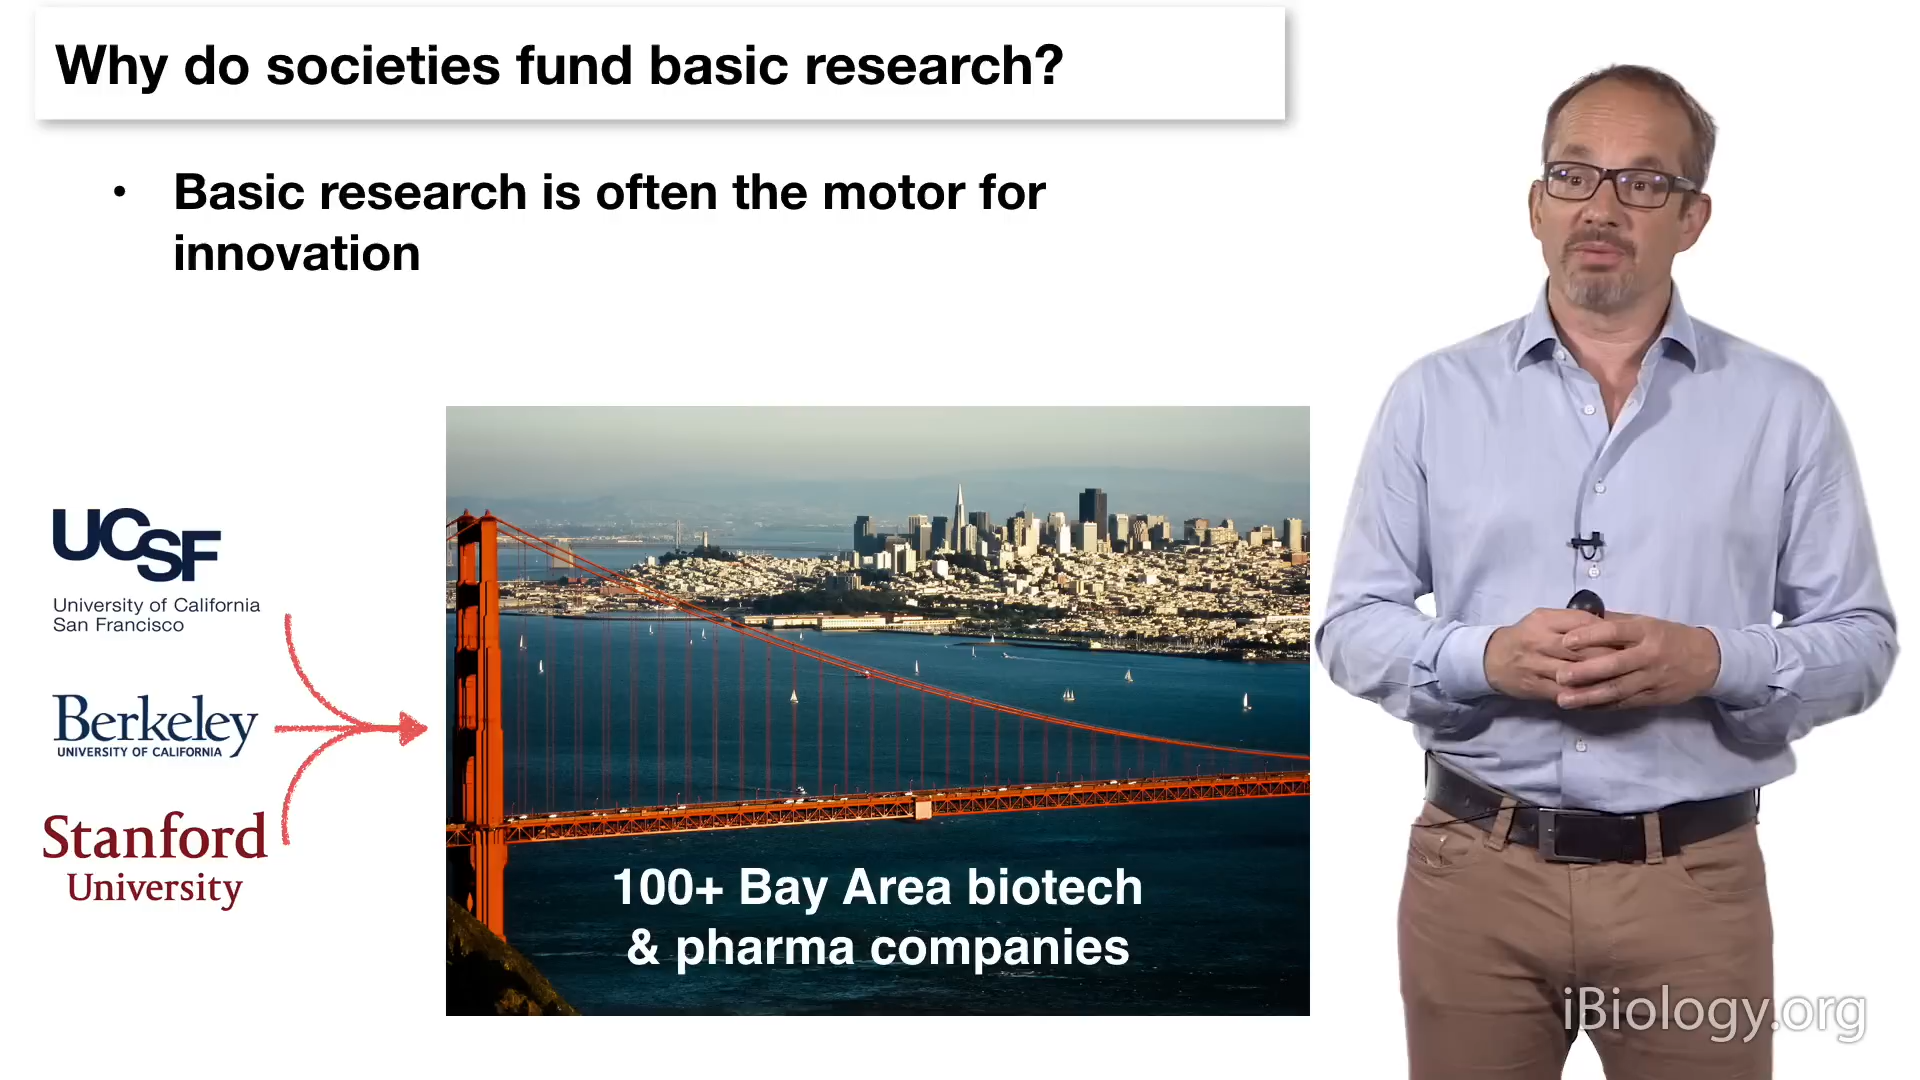 Why do societies fund basic research?
• Basic research is often the motor for
innovation
UCSF
University of California
San Francisco
Berkeley
UNIVERSITY OF CALIFORNIA
Stanford
University
100+ Bay Area biotech
& pharma companies
iBiology.org